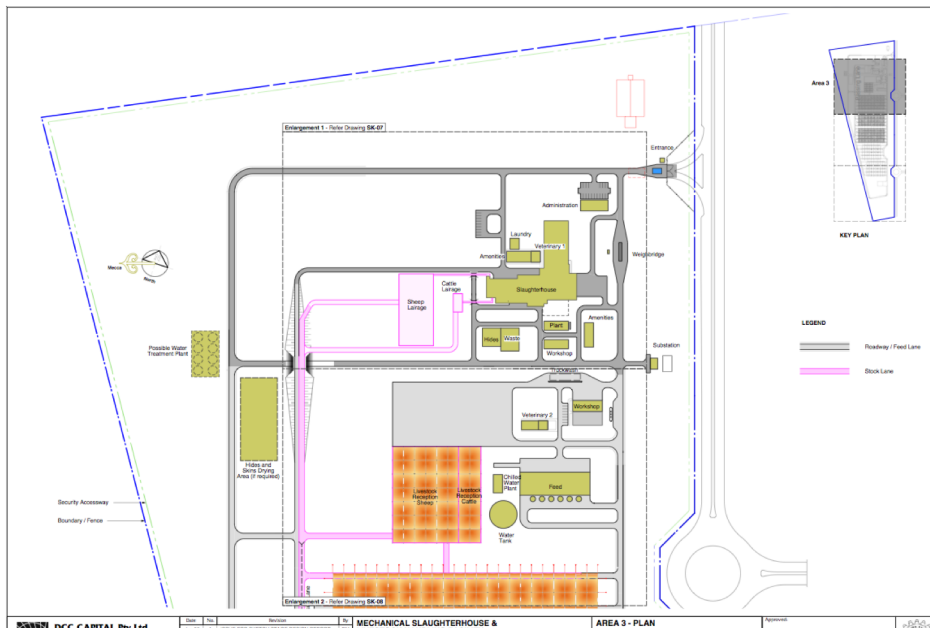 Enlargement 1 - Refer Drawing SK-07
Area 3
KEY PLAN
Entrance
Administration
Laundry
Amenities
Veterinary 1
Weighbridge
Mecca
North
Sheep
Lairage
Cattle
Lairage
Slaughterhouse
Plant
Amenities
Hides
Waste
Workshop
Substation
Possible Water
Treatment Plant
LEGEND
Roadway / Feed Lane
Stock Lane
Workshop
Veterinary 2
Hides and
Skins Drying
Area (if required)
Livestock
Reception
Sheep
Livestock
Reception
Cattle
Chilled
Water
Plant
Feed
Water
Tank
Security Accessway
Boundary / Fence
Enlargement 2 - Refer Drawing SK-08
DCC CAPITAL Pty Ltd
Date
No.
Revision
By
MECHANICAL SLAUGHTERHOUSE &
AREA 3 - PLAN
Approved: